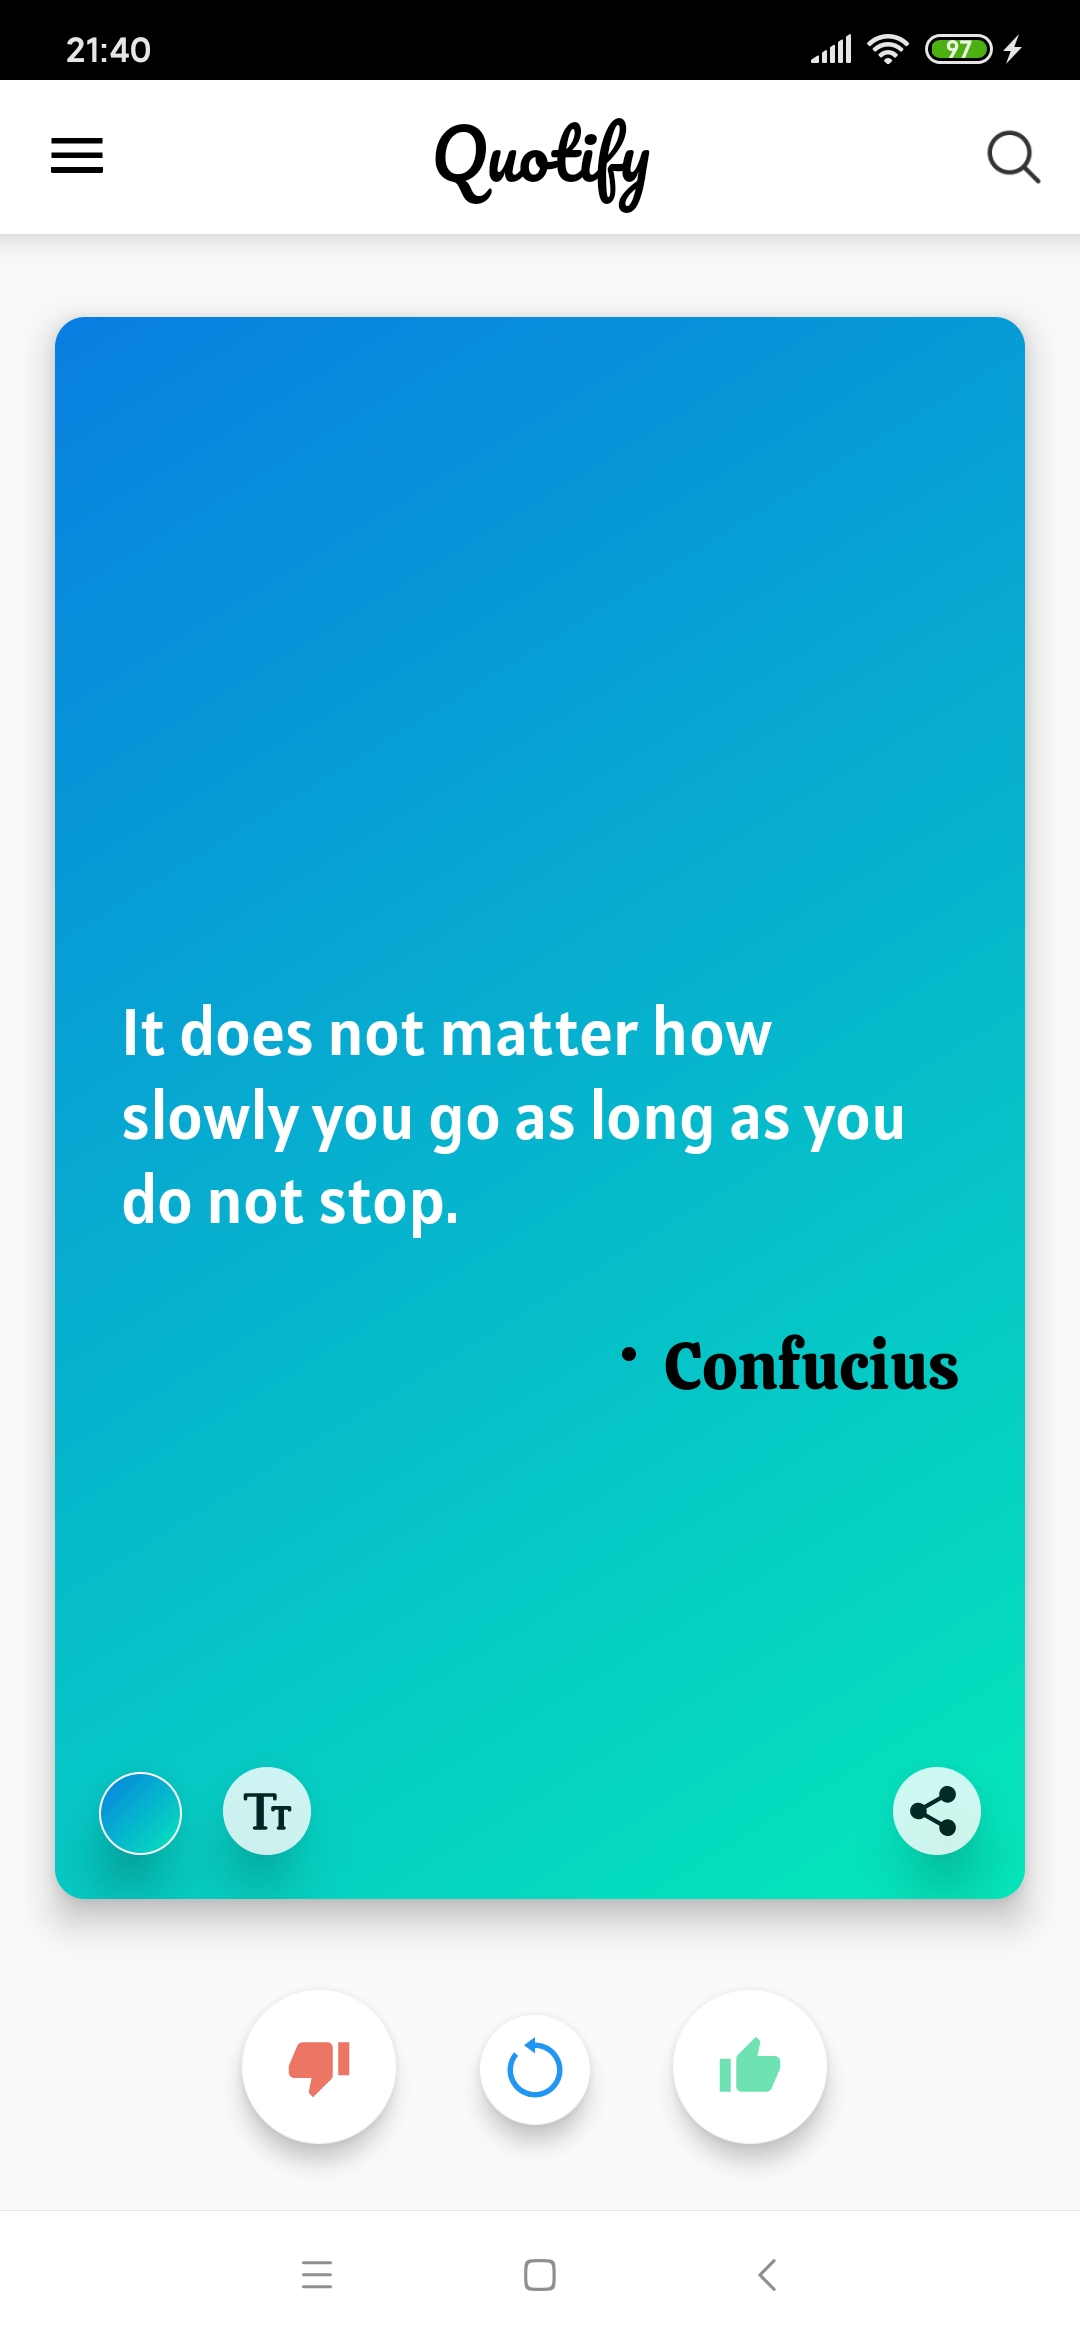 21:40
97
Quotify
It does not matter how
slowly you go as long as you
do not stop.
• Confucius
TT